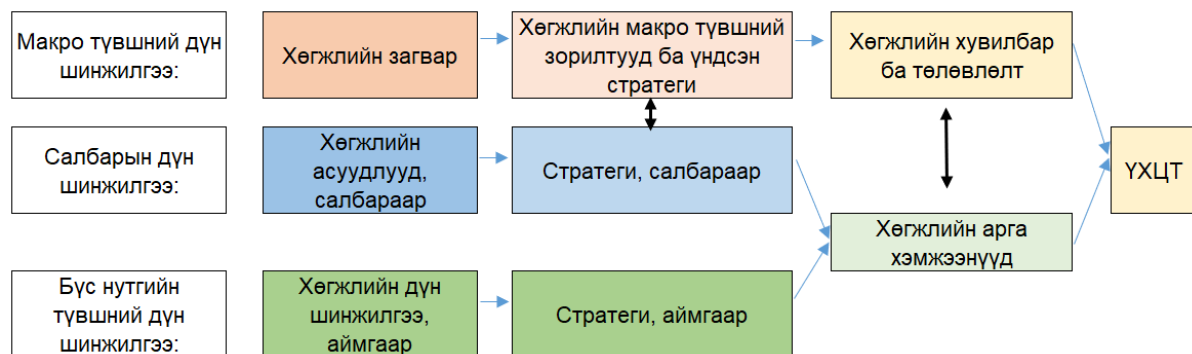 Макро түвшний дүн
шинжилгээ:
Хөгжлийн загвар
Хөгжлийн макро түвшний
зорилтууд ба үндсэн
стратеги
Хөгжлийн хувилбар
ба төлөвлөлт
Салбарын дүн
шинжилгээ:
Хөгжлийн
асуудлууд,
салбараар
Стратеги, салбараар
ҮХЦТ
Хөгжлийн арга
хэмжээнүүд
Бүс нутгийн
түвшний дүн
шинжилгээ:
Хөгжлийн дүн
шинжилгээ,
аймгаар
Стратеги, аймгаар